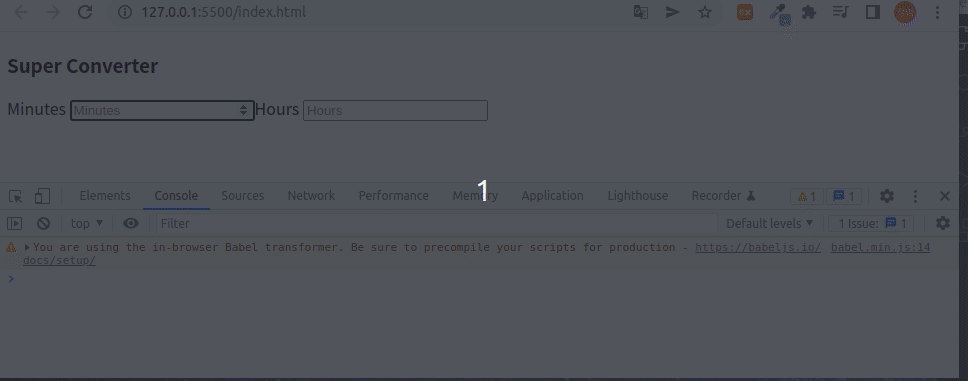 127.0.0.1:5500/index.html
Super Converter
Minutes Minutes Hours Hours
1
Elements Console Sources Network Performance Memory Application Lighthouse Recorder 1 1
top Filter Default levels 1 Issue: 1
You are using the in-browser Babel transformer. Be sure to precompile your scripts for production - https://babeljs.io/ babel.min.js:14
docs/setup/